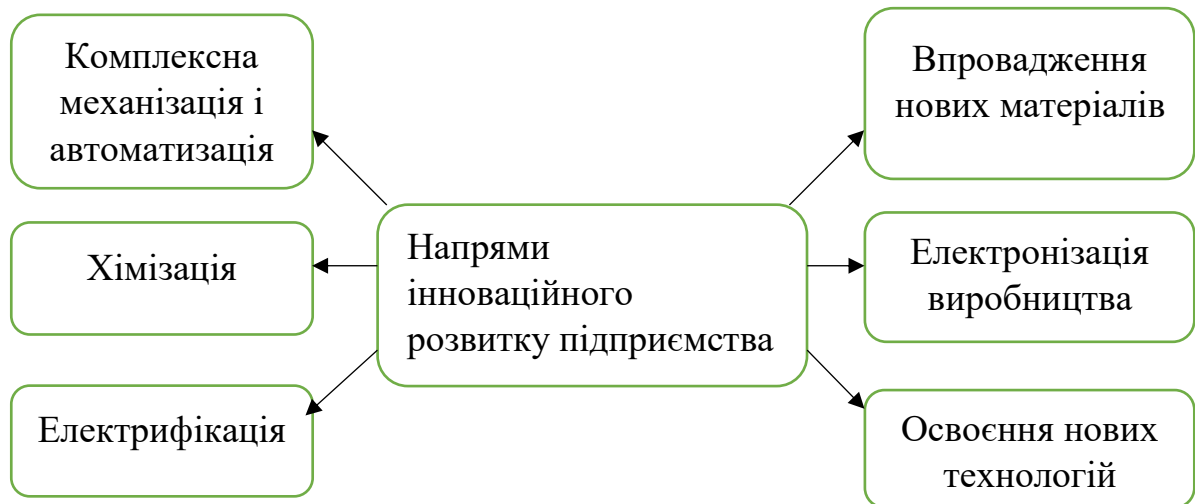 Комплексна
механізація і
автоматизація
Хімізація
Електрифікація
Напрями
інноваційного
розвитку підприємства
Впровадження
нових матеріалів
Електронізація
виробництва
Освоєння нових
технологій